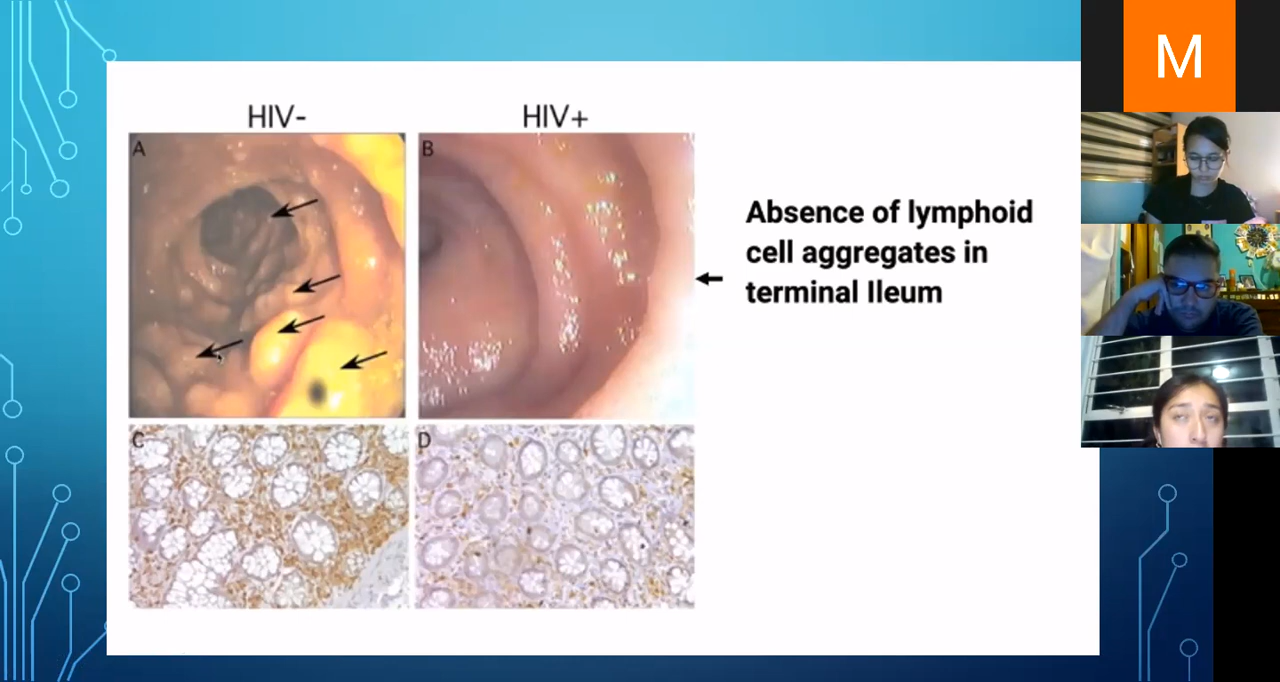 HIV-
HIV+
A
B
Absence of lymphoid
cell aggregates in
terminal Ileum
C
D
M